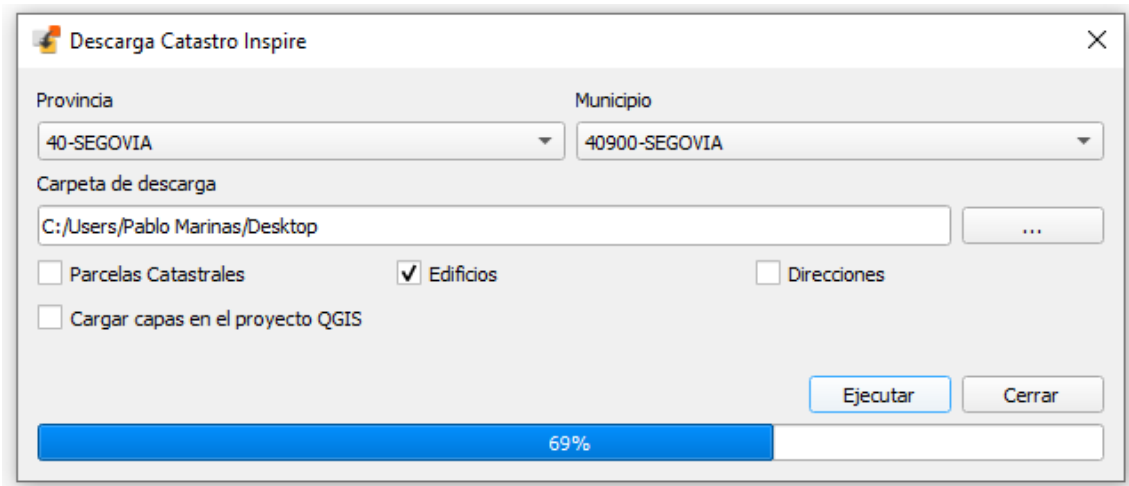 Descarga Catastro Inspire
Provincia Municipio
40-SEGOVIA 40900-SEGOVIA
Carpeta de descarga
C:/Users/Pablo Marinas/Desktop ...
Parcelas Catastrales Edificios Direcciones
Cargar capas en el proyecto QGIS
Ejecutar Cerrar
69%